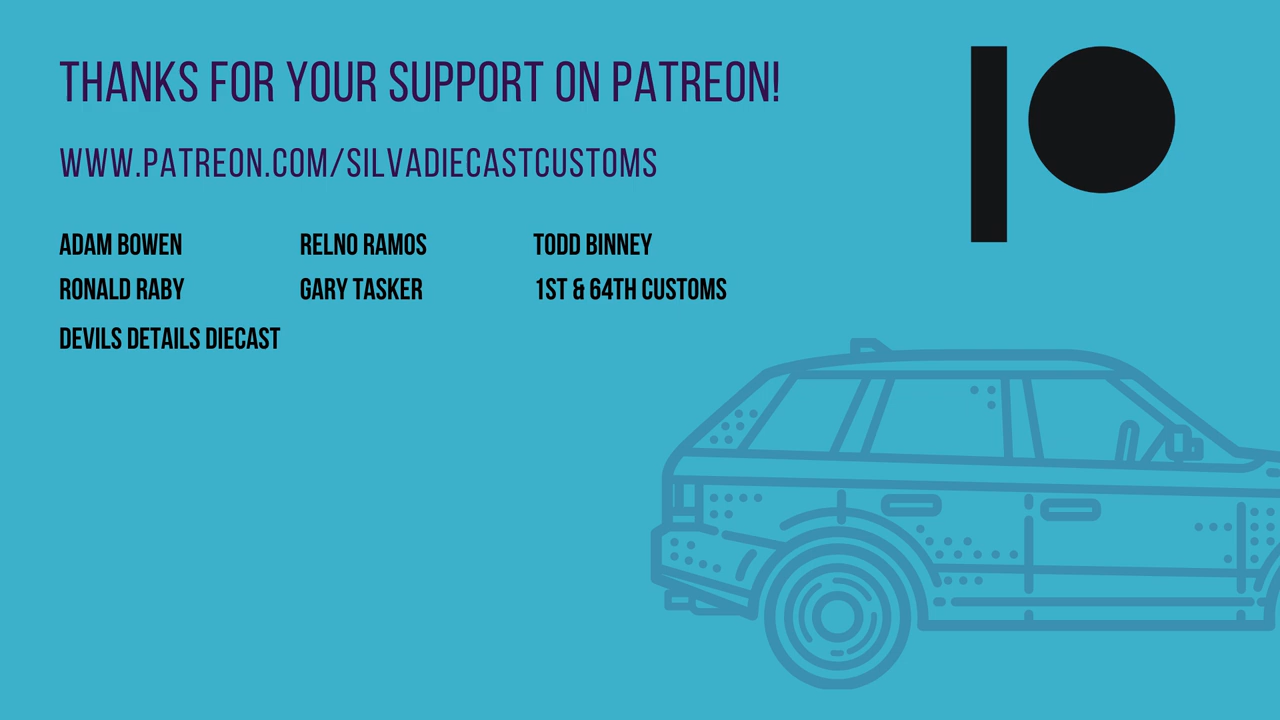 THANKS FOR YOUR SUPPORT ON PATREON!
WWW.PATREON.COM/SILVADIECASTCUSTOMS
ADAM BOWEN RELNO RAMOS TODD BINNEY
RONALD RABY GARY TASKER 1ST & 64TH CUSTOMS
DEVILS DETAILS DIECAST